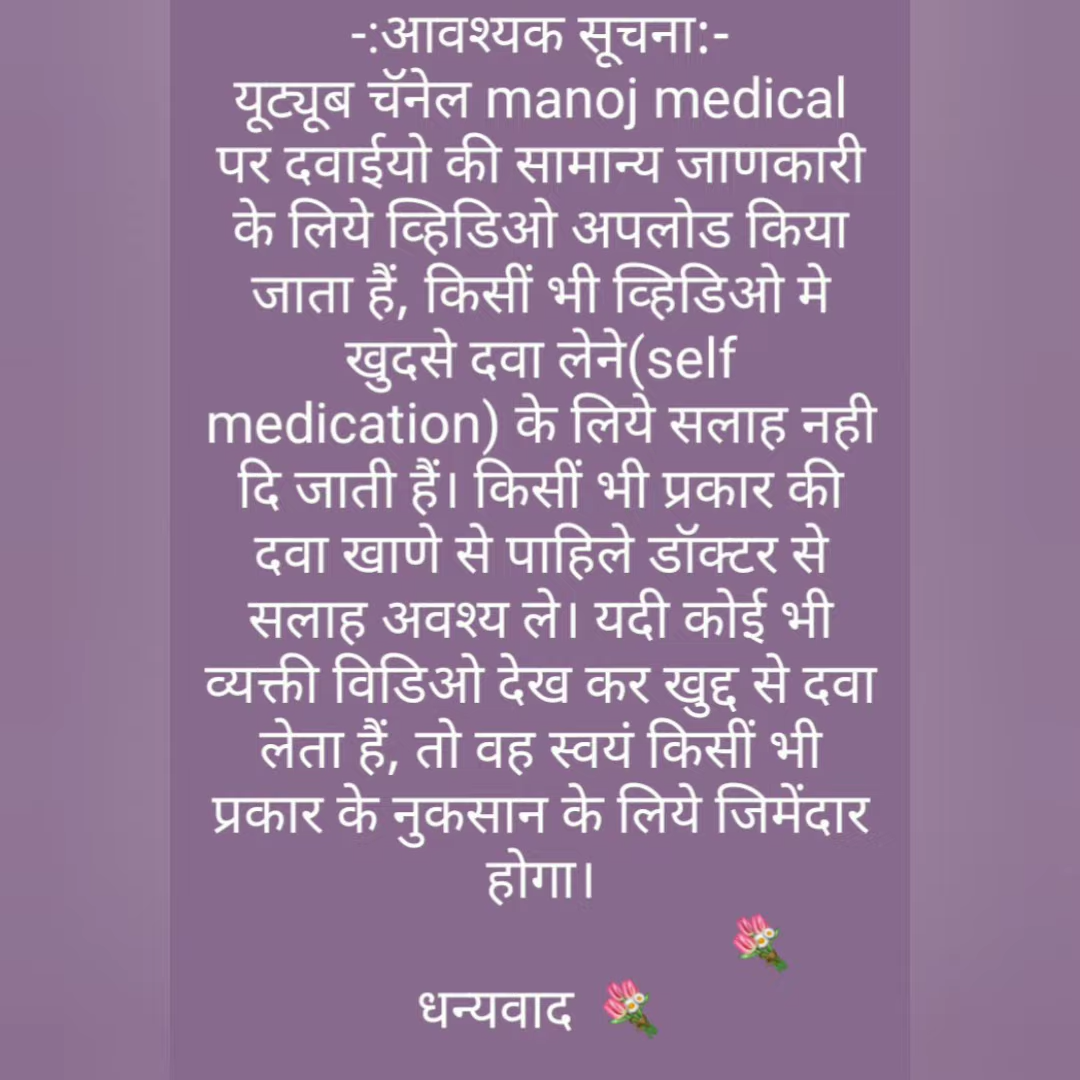 -:आवश्यक सूचना:-
यूट्यूब चॅनेल manoj medical
पर दवाईयो की सामान्य जाणकारी
के लिये व्हिडिओ अपलोड किया
जाता हैं, किसीं भी व्हिडिओ मे
खुदसे दवा लेने(self
medication) के लिये सलाह नही
दि जाती हैं। किसीं भी प्रकार की
दवा खाणे से पाहिले डॉक्टर से
सलाह अवश्य ले। यदी कोई भी
व्यक्ती विडिओ देख कर खुद्द से दवा
लेता हैं, तो वह स्वयं किसीं भी
प्रकार के नुकसान के लिये जिमेंदार
होगा।
धन्यवाद